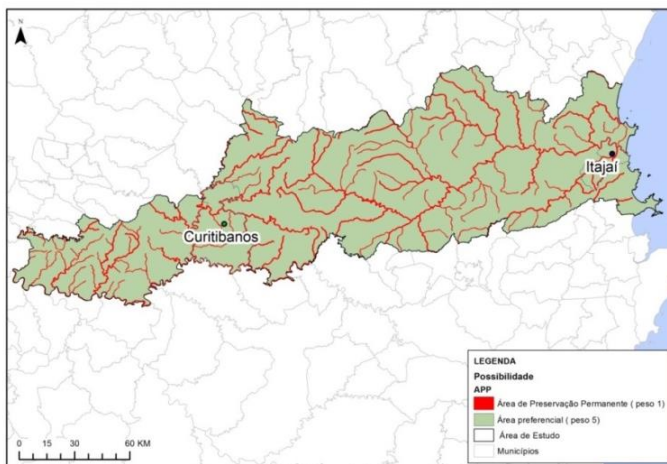 N
Itajaí
Curitibanos
LEGENDA
Possibilidade
APP
Área de Preservação Permanente ( peso 1)
Área preferencial ( peso 5)
Área de Estudo
Municípios
0 15 30 60 KM